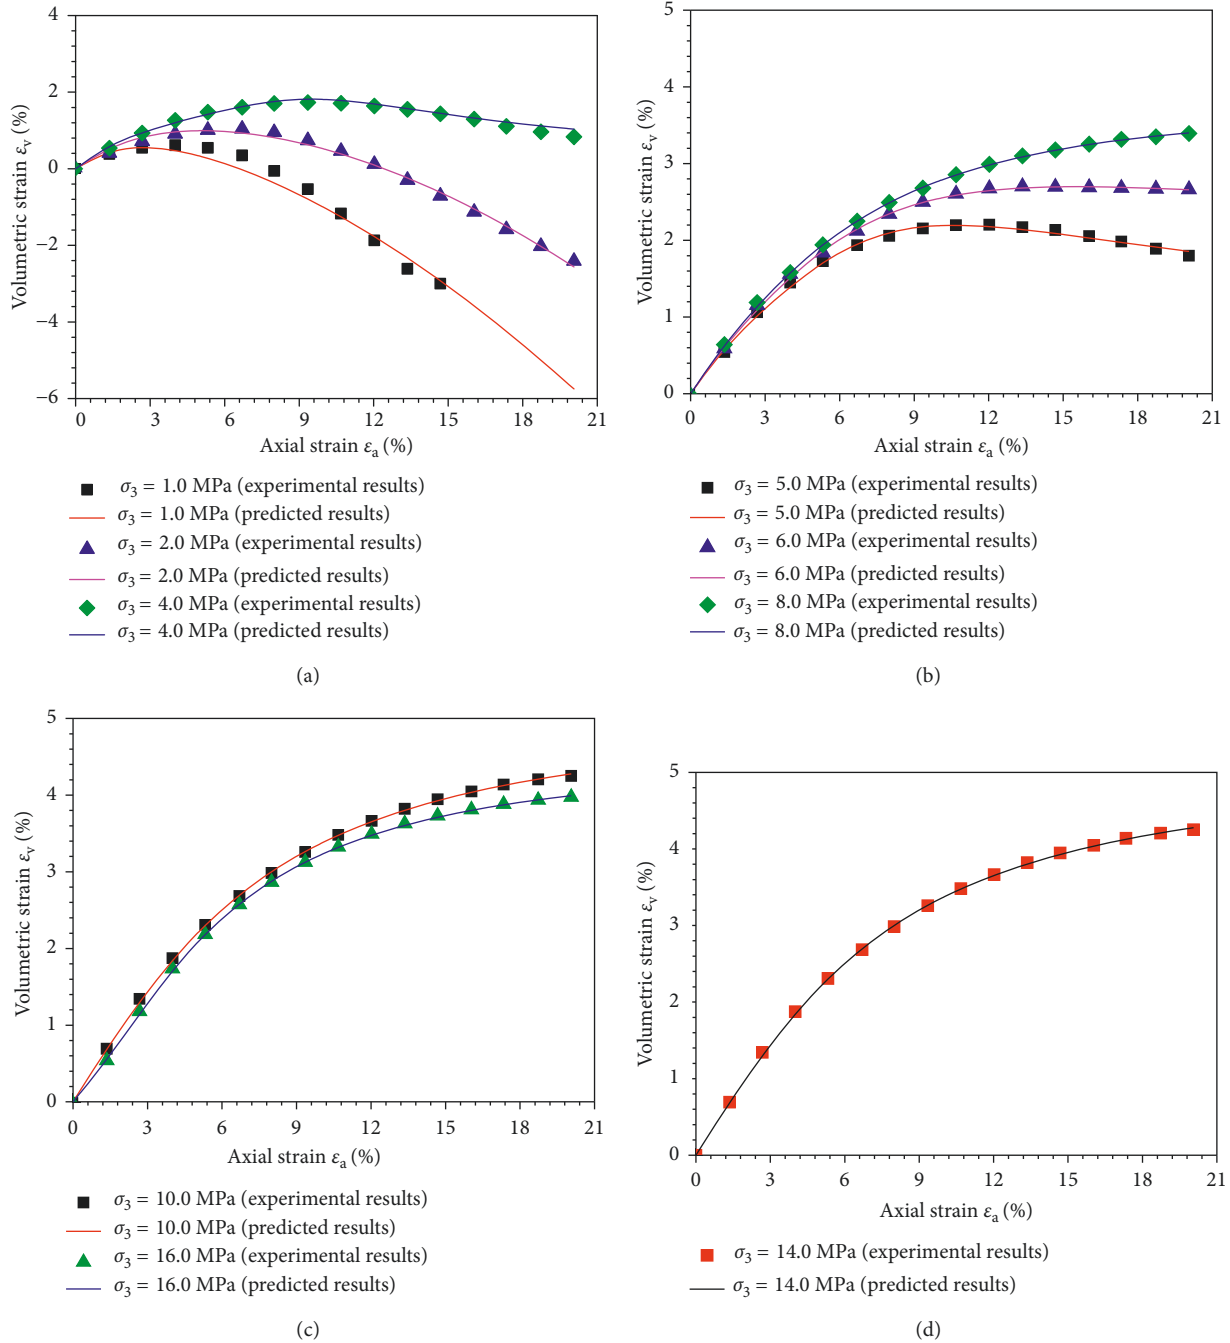 4
2
0
−2
−4
−6
Volumetric strain εv (%)
0 3 6 9 12 15 18 21
Axial strain εa (%)
σ3 = 1.0 MPa (experimental results)
σ3 = 1.0 MPa (predicted results)
σ3 = 2.0 MPa (experimental results)
σ3 = 2.0 MPa (predicted results)
σ3 = 4.0 MPa (experimental results)
σ3 = 4.0 MPa (predicted results)
(a)
5
4
3
2
1
0
Volumetric strain εv (%)
0 3 6 9 12 15 18 21
Axial strain εa (%)
σ3 = 5.0 MPa (experimental results)
σ3 = 5.0 MPa (predicted results)
σ3 = 6.0 MPa (experimental results)
σ3 = 6.0 MPa (predicted results)
σ3 = 8.0 MPa (experimental results)
σ3 = 8.0 MPa (predicted results)
(b)
5
4
3
2
1
0
Volumetric strain εv (%)
0 3 6 9 12 15 18 21
Axial strain εa (%)
σ3 = 10.0 MPa (experimental results)
σ3 = 10.0 MPa (predicted results)
σ3 = 16.0 MPa (experimental results)
σ3 = 16.0 MPa (predicted results)
(c)
5
4
3
2
1
0
Volumetric strain εv (%)
0 3 6 9 12 15 18 21
Axial strain εa (%)
σ3 = 14.0 MPa (experimental results)
σ3 = 14.0 MPa (predicted results)
(d)